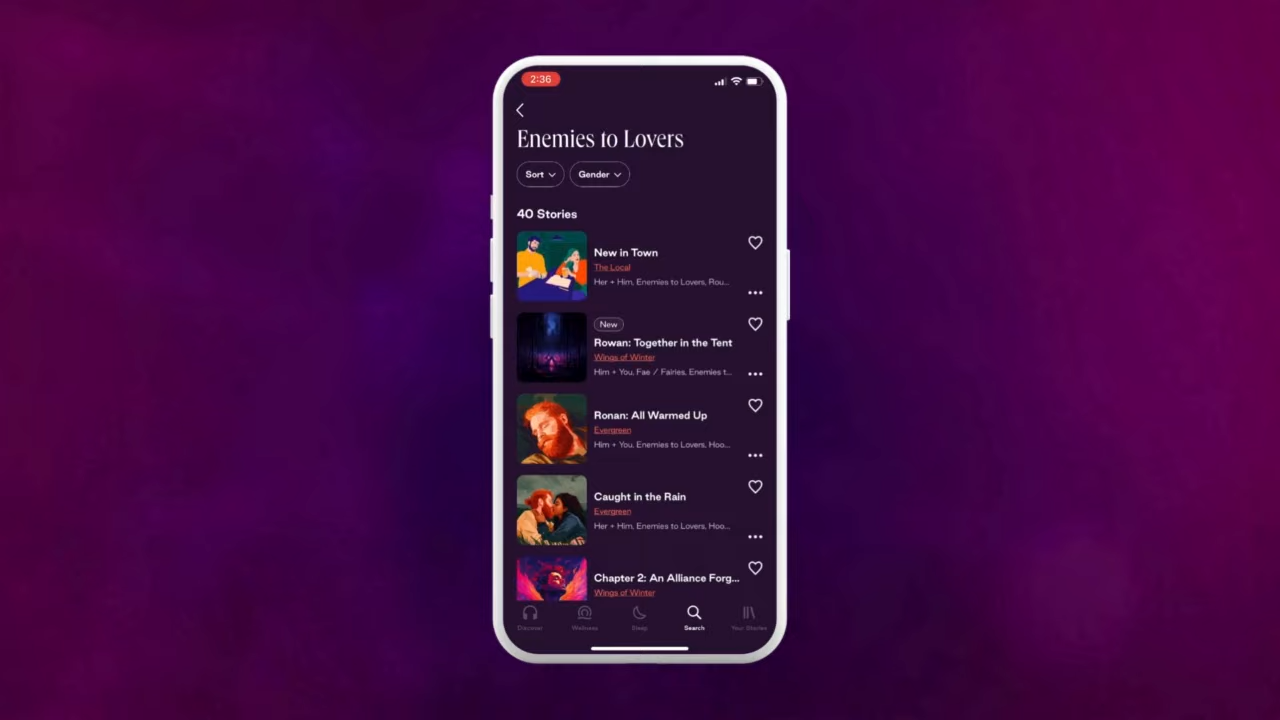 2:36
Enemies to Lovers
Sort
Gender
40 Stories
New in Town
The Local
Her + Him, Enemies to Lovers, Rou...
New
Rowan: Together in the Tent
Wings of Winter
Him + You, Fae / Fairies, Enemies t...
Ronan: All Warmed Up
Evergreen
Him + You, Enemies to Lovers, Hoo...
Caught in the Rain
Evergreen
Her + Him, Enemies to Lovers, Hoo...
Chapter 2: An Alliance Forg...
Wings of Winter
Discover
Wellness
Sleep
Search
Your Stories